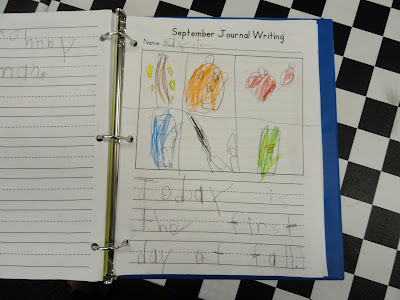 September Journal Writing
Name
Today is
the first
day of fall